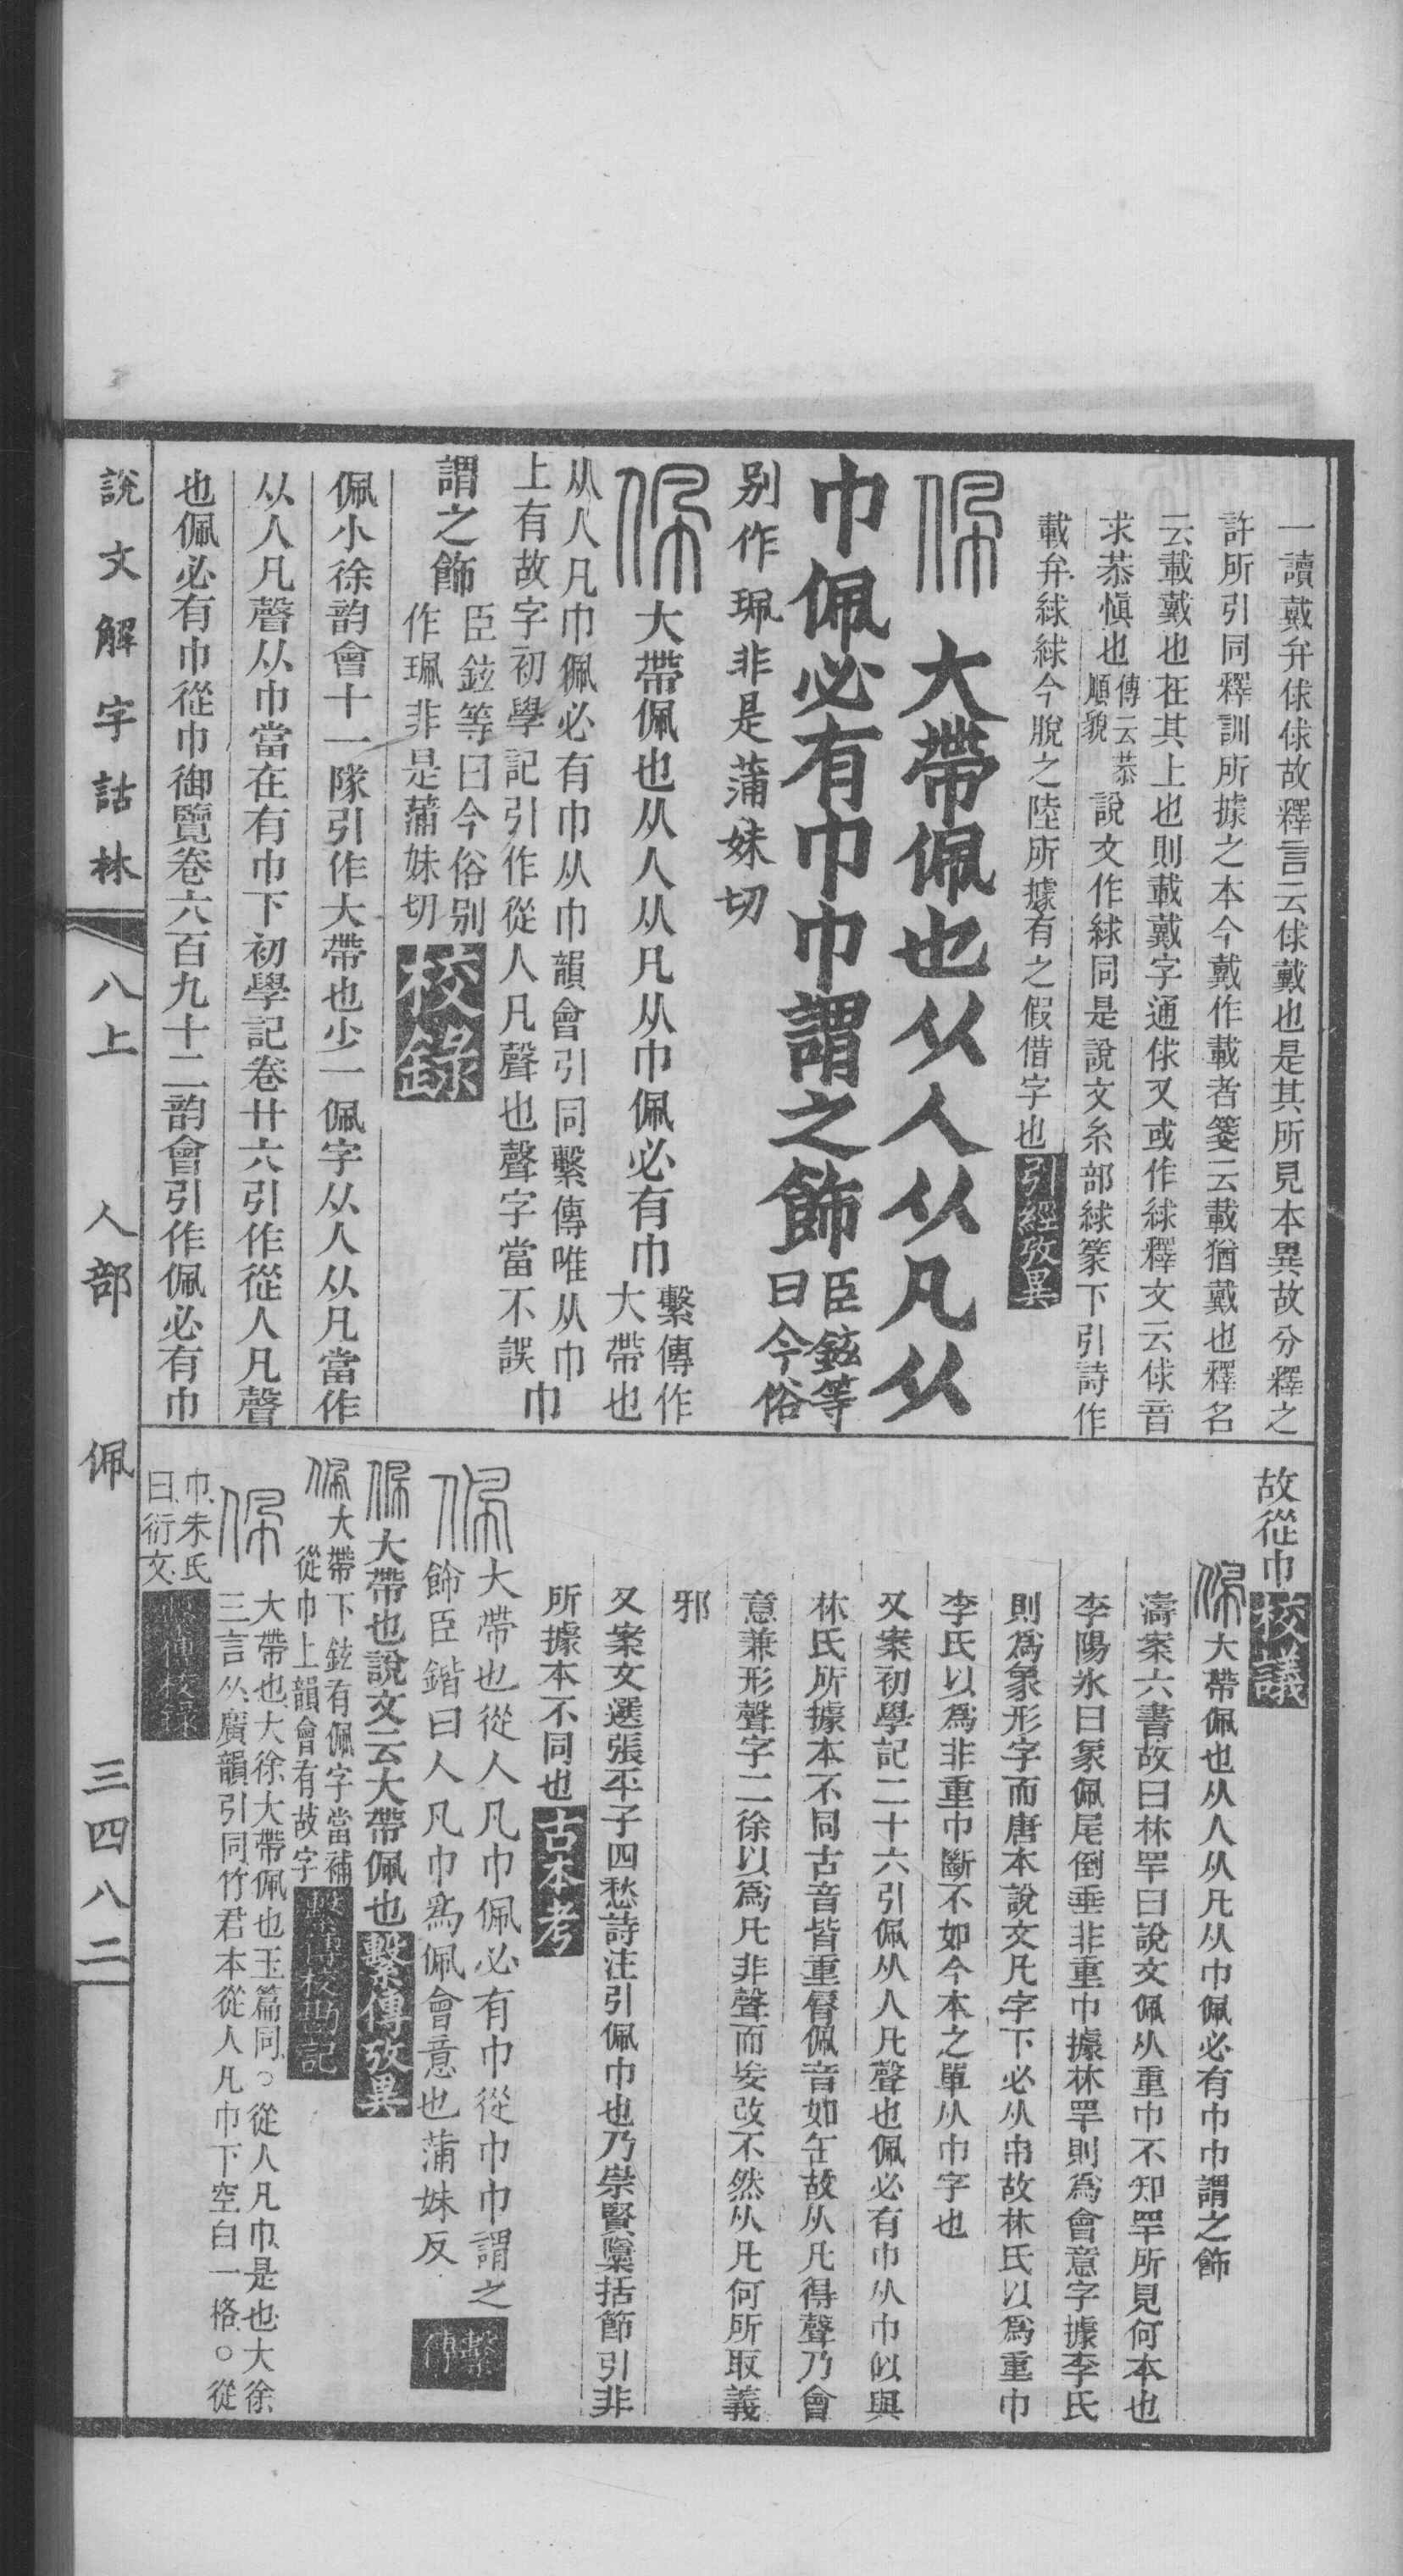 一讀戴弁俅俅故釋言云俅戴也是其所見本異故分釋之
許所引同釋訓所據之本今戴作載者箋云載猶戴也釋名
云載戴也在其上也則載戴字通俅又或作絿釋文云俅音
求恭慎也傳云恭順貌說文作絿同是說文糸部絿篆下引詩作
載弁絿絿今脫之陸所據有之假借字也引經攷異
佩 大帶佩也从人从凡从
巾佩必有巾巾謂之飾臣鉉等曰今俗
別作珮非是蒲妹切
佩大帶佩也从人从凡从巾佩必有巾繫傳作大帶也
从人凡巾佩必有巾从巾韻會引同繫傳唯从巾
上有故字初學記引作從人凡聲也聲字當不誤巾
謂之飾臣鉉等曰今俗別作珮非是蒲妹切校錄
佩小徐韵會十一隊引作大帶也少一佩字从人从凡當作
从人凡聲从巾當在有巾下初學記卷廿六引作從人凡聲
也佩必有巾從巾御覽卷六百九十二韵會引作佩必有巾
故從巾校議
佩大帶佩也从人从凡从巾佩必有巾巾謂之飾
濤案六書故曰林罕曰說文佩从重巾不知罕所見何本也
李陽冰曰象佩尾倒垂非重巾據林罕則爲會意字據李氏
則爲象形字而唐本說文凡字下必从帀故林氏以爲重巾
李氏以爲非重巾斷不如今本之單从巾字也
又案初學記二十六引佩从人凡聲也佩必有巾从巾似與
林氏所據本不同古音皆重脣佩音如缶故从凡得聲乃會
意兼形聲字二徐以爲凡非聲而妄改不然从凡何所取義
邪
又案文選張平子四愁詩注引佩巾也乃崇賢櫽括節引非
所據本不同也古本考
佩大帶也從人凡巾佩必有巾從巾巾謂之
飾臣鍇曰人凡巾爲佩會意也蒲妹反繫傳
佩大帶也說文云大帶佩也繫傳攷異
佩大帶下鉉有佩字當補
從巾上韻會有故字繫傳校勘記
佩大帶也大徐大帶佩也玉篇同○從人凡巾是也大徐
三言从廣韻引同竹君本從人凡巾下空白一格○從
巾朱氏曰衍文繫傳校錄
說文解字詁林 八上 人部 佩 三四八二